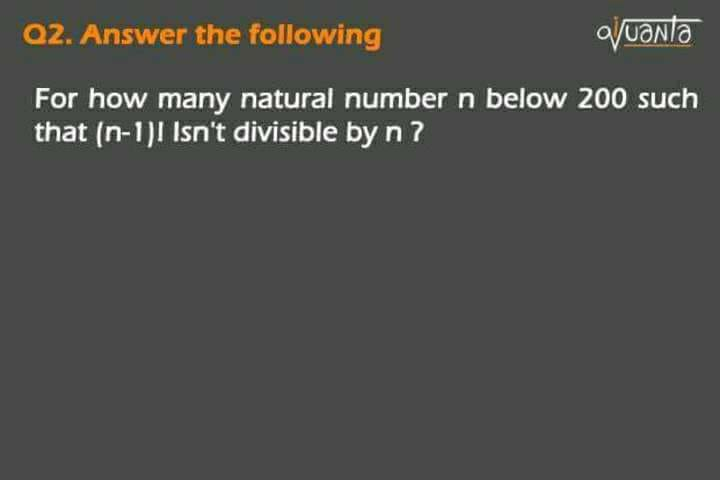 Q2. Answer the following
√uanta
For how many natural number n below 200 such
that (n-1)! Isn't divisible by n ?